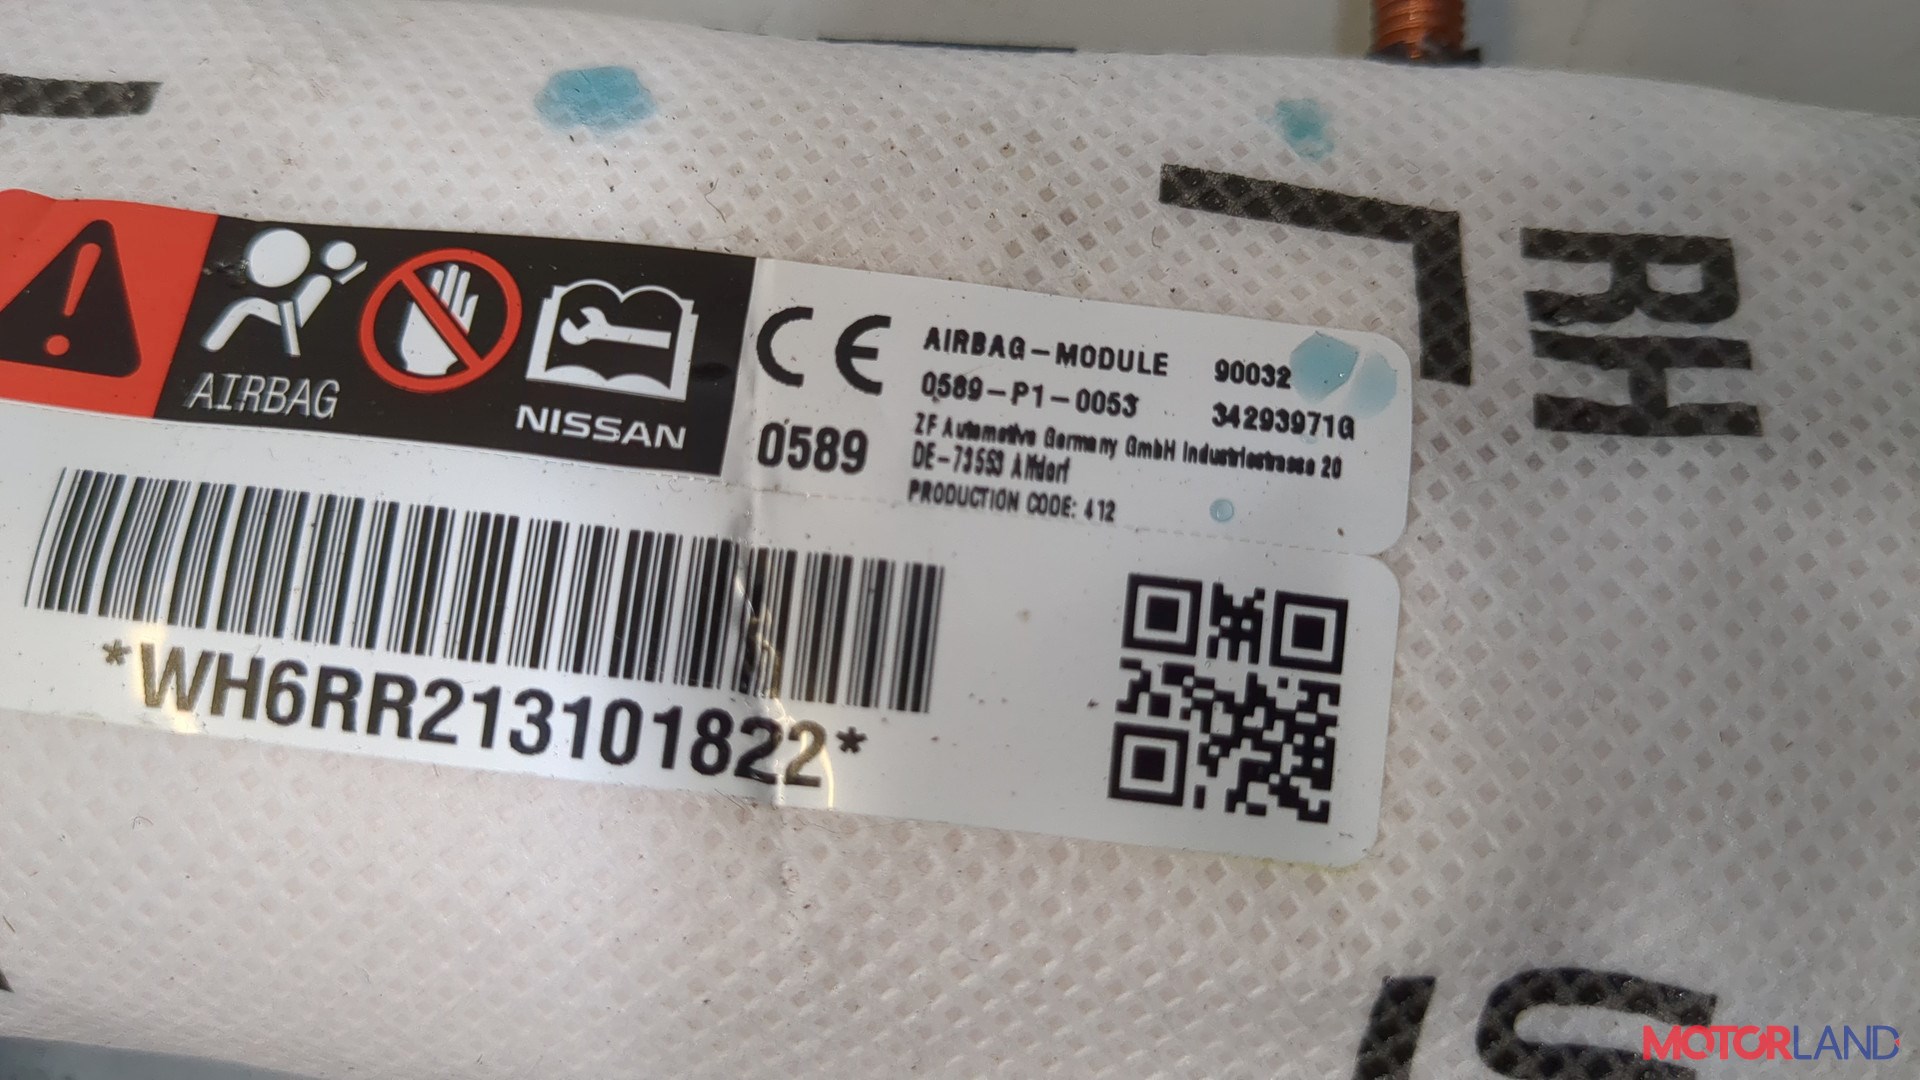 RH
AIRBAG
NISSAN
CE
0589
AIRBAG-MODULE 90032
0589-P1-0053 34293971G
ZF Automotive Germany GmbH Industriestrasse 20
DE-73553 Alfdorf
PRODUCTION CODE: 412
*WH6RR213101822*
MOTORLAND